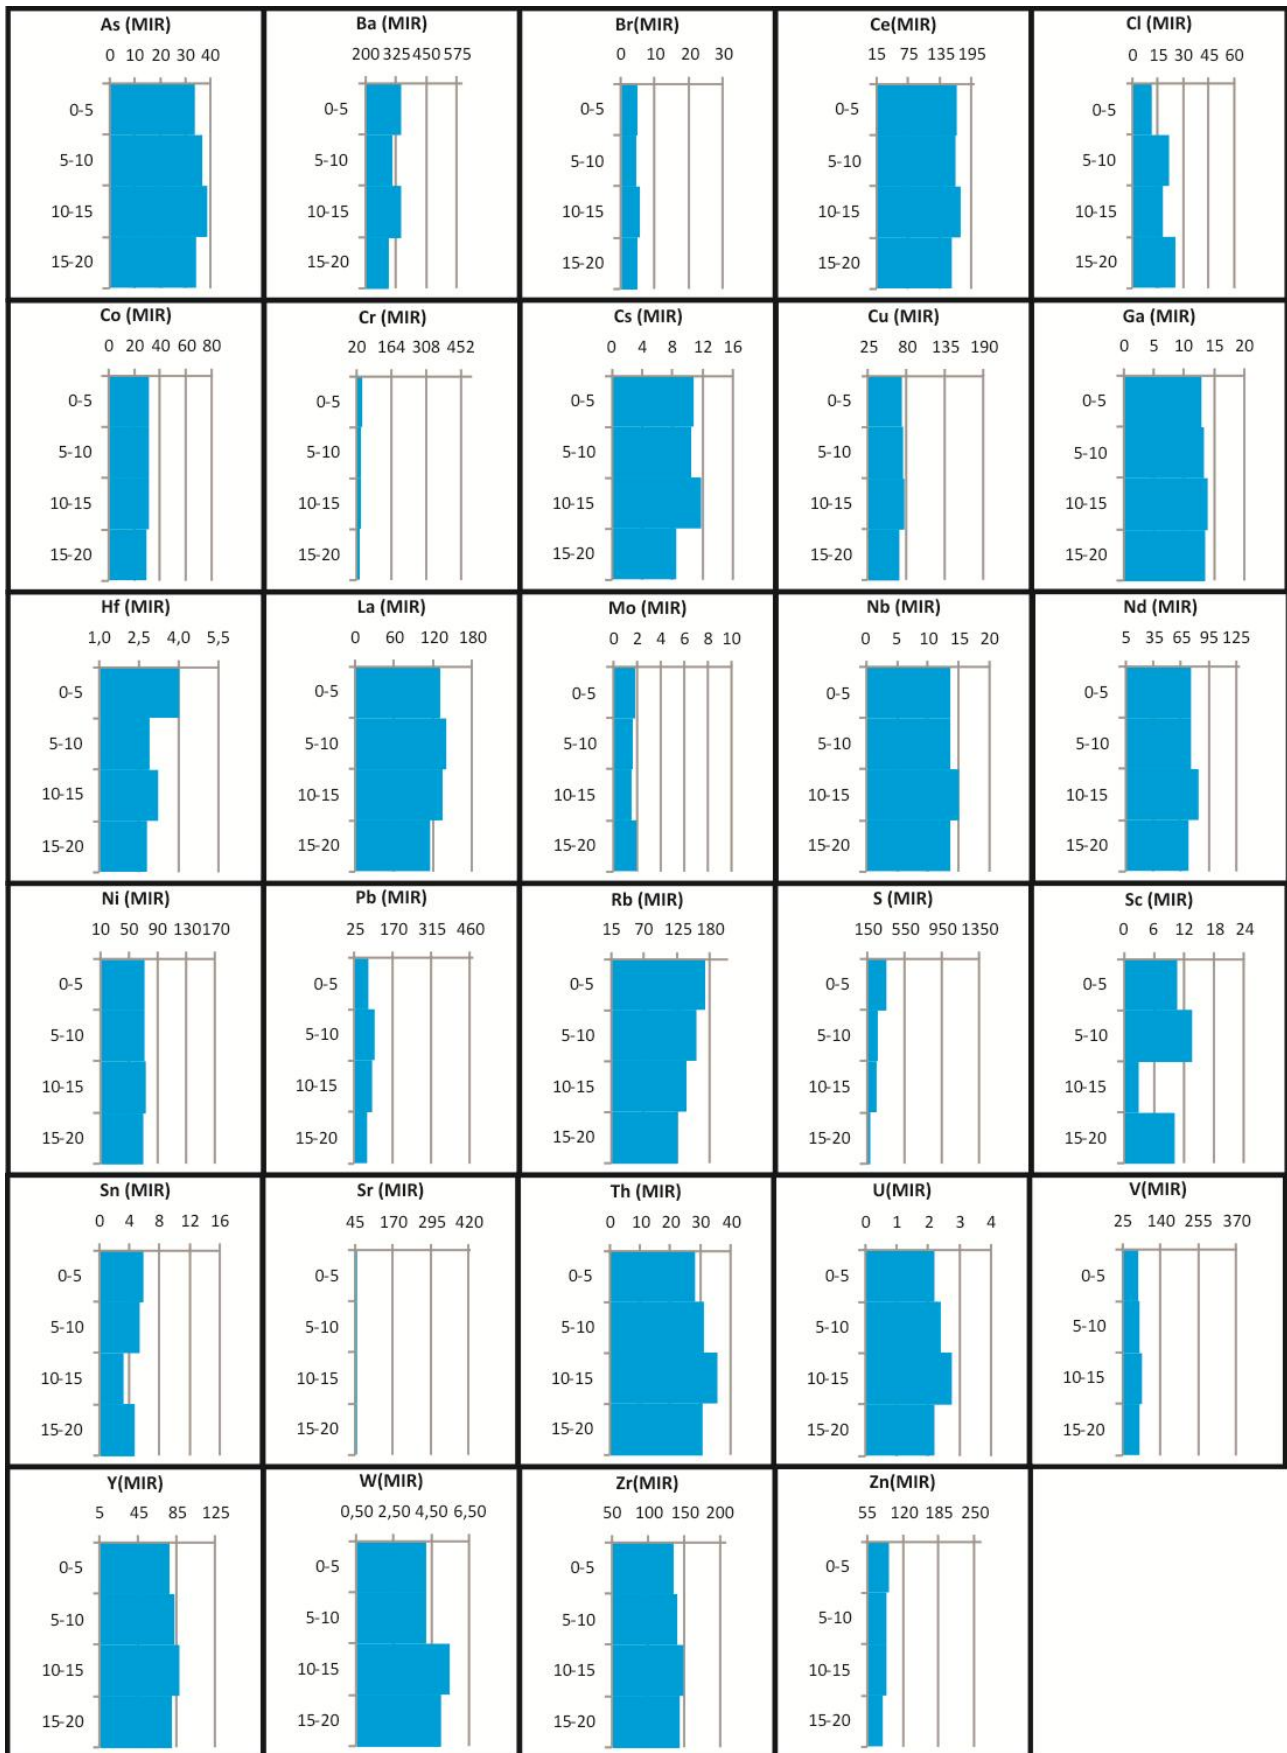 As (MIR)
0 10 20 30 40
0-5
5-10
10-15
15-20
Ba (MIR)
200 325 450 575
0-5
5-10
10-15
15-20
Br(MIR)
0 10 20 30
0-5
5-10
10-15
15-20
Ce(MIR)
15 75 135 195
0-5
5-10
10-15
15-20
Cl (MIR)
0 15 30 45 60
0-5
5-10
10-15
15-20
Co (MIR)
0 20 40 60 80
0-5
5-10
10-15
15-20
Cr (MIR)
20 164 308 452
0-5
5-10
10-15
15-20
Cs (MIR)
0 4 8 12 16
0-5
5-10
10-15
15-20
Cu (MIR)
25 80 135 190
0-5
5-10
10-15
15-20
Ga (MIR)
0 5 10 15 20
0-5
5-10
10-15
15-20
Hf (MIR)
1,0 2,5 4,0 5,5
0-5
5-10
10-15
15-20
La (MIR)
0 60 120 180
0-5
5-10
10-15
15-20
Mo (MIR)
0 2 4 6 8 10
0-5
5-10
10-15
15-20
Nb (MIR)
0 5 10 15 20
0-5
5-10
10-15
15-20
Nd (MIR)
5 35 65 95 125
0-5
5-10
10-15
15-20
Ni (MIR)
10 50 90 130 170
0-5
5-10
10-15
15-20
Pb (MIR)
25 170 315 460
0-5
5-10
10-15
15-20
Rb (MIR)
15 70 125 180
0-5
5-10
10-15
15-20
S (MIR)
150 550 950 1350
0-5
5-10
10-15
15-20
Sc (MIR)
0 6 12 18 24
0-5
5-10
10-15
15-20
Sn (MIR)
0 4 8 12 16
0-5
5-10
10-15
15-20
Sr (MIR)
45 170 295 420
0-5
5-10
10-15
15-20
Th (MIR)
0 10 20 30 40
0-5
5-10
10-15
15-20
U(MIR)
0 1 2 3 4
0-5
5-10
10-15
15-20
V(MIR)
25 140 255 370
0-5
5-10
10-15
15-20
Y(MIR)
5 45 85 125
0-5
5-10
10-15
15-20
W(MIR)
0,50 2,50 4,50 6,50
0-5
5-10
10-15
15-20
Zr(MIR)
50 100 150 200
0-5
5-10
10-15
15-20
Zn(MIR)
55 120 185 250
0-5
5-10
10-15
15-20